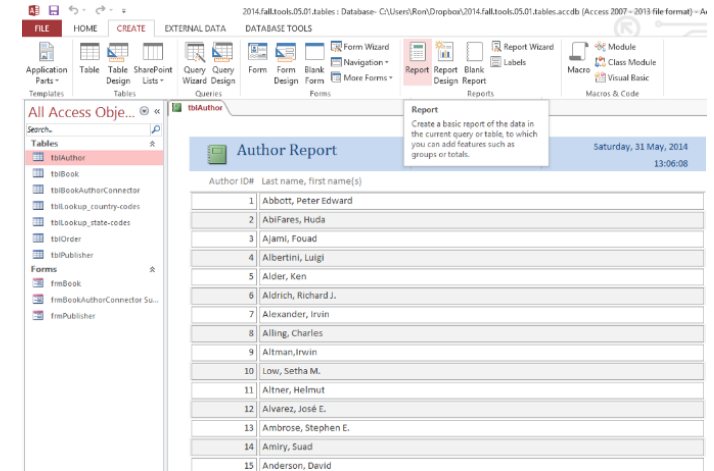 2014.fall.tools.05.01.tables : Database- C:\Users\Ron\Dropbox\2014.fall.tools.05.01.tables.accdb (Access 2007 - 2013 file format) -
FILE HOME CREATE EXTERNAL DATA DATABASE TOOLS
Application Parts
Table
Table Design
SharePoint Lists
Query Wizard
Query Design
Form
Form Design
Blank Form
Form Wizard
Navigation
More Forms
Report
Report Design
Blank Report
Report Wizard
Labels
Macro
Module
Class Module
Visual Basic
Templates Tables Queries Forms Reports Macros & Code
All Access Obje...
Search..
Tables
tblAuthor
tblBook
tblBookAuthorConnector
tblLookup_country-codes
tblLookup_state-codes
tblOrder
tblPublisher
Forms
frmBook
frmBookAuthorConnector Su...
frmPublisher
tblAuthor
Report
Create a basic report of the data in
the current query or table, to which
you can add features such as
groups or totals.
Author Report
Saturday, 31 May, 2014
13:06:08
Author ID# Last name, first name(s)
1 Abbott, Peter Edward
2 AbiFares, Huda
3 Ajami, Fouad
4 Albertini, Luigi
5 Alder, Ken
6 Aldrich, Richard J.
7 Alexander, Irvin
8 Alling, Charles
9 Altman,Irwin
10 Low, Setha M.
11 Altner, Helmut
12 Alvarez, José E.
13 Ambrose, Stephen E.
14 Amiry, Suad
15 Anderson, David